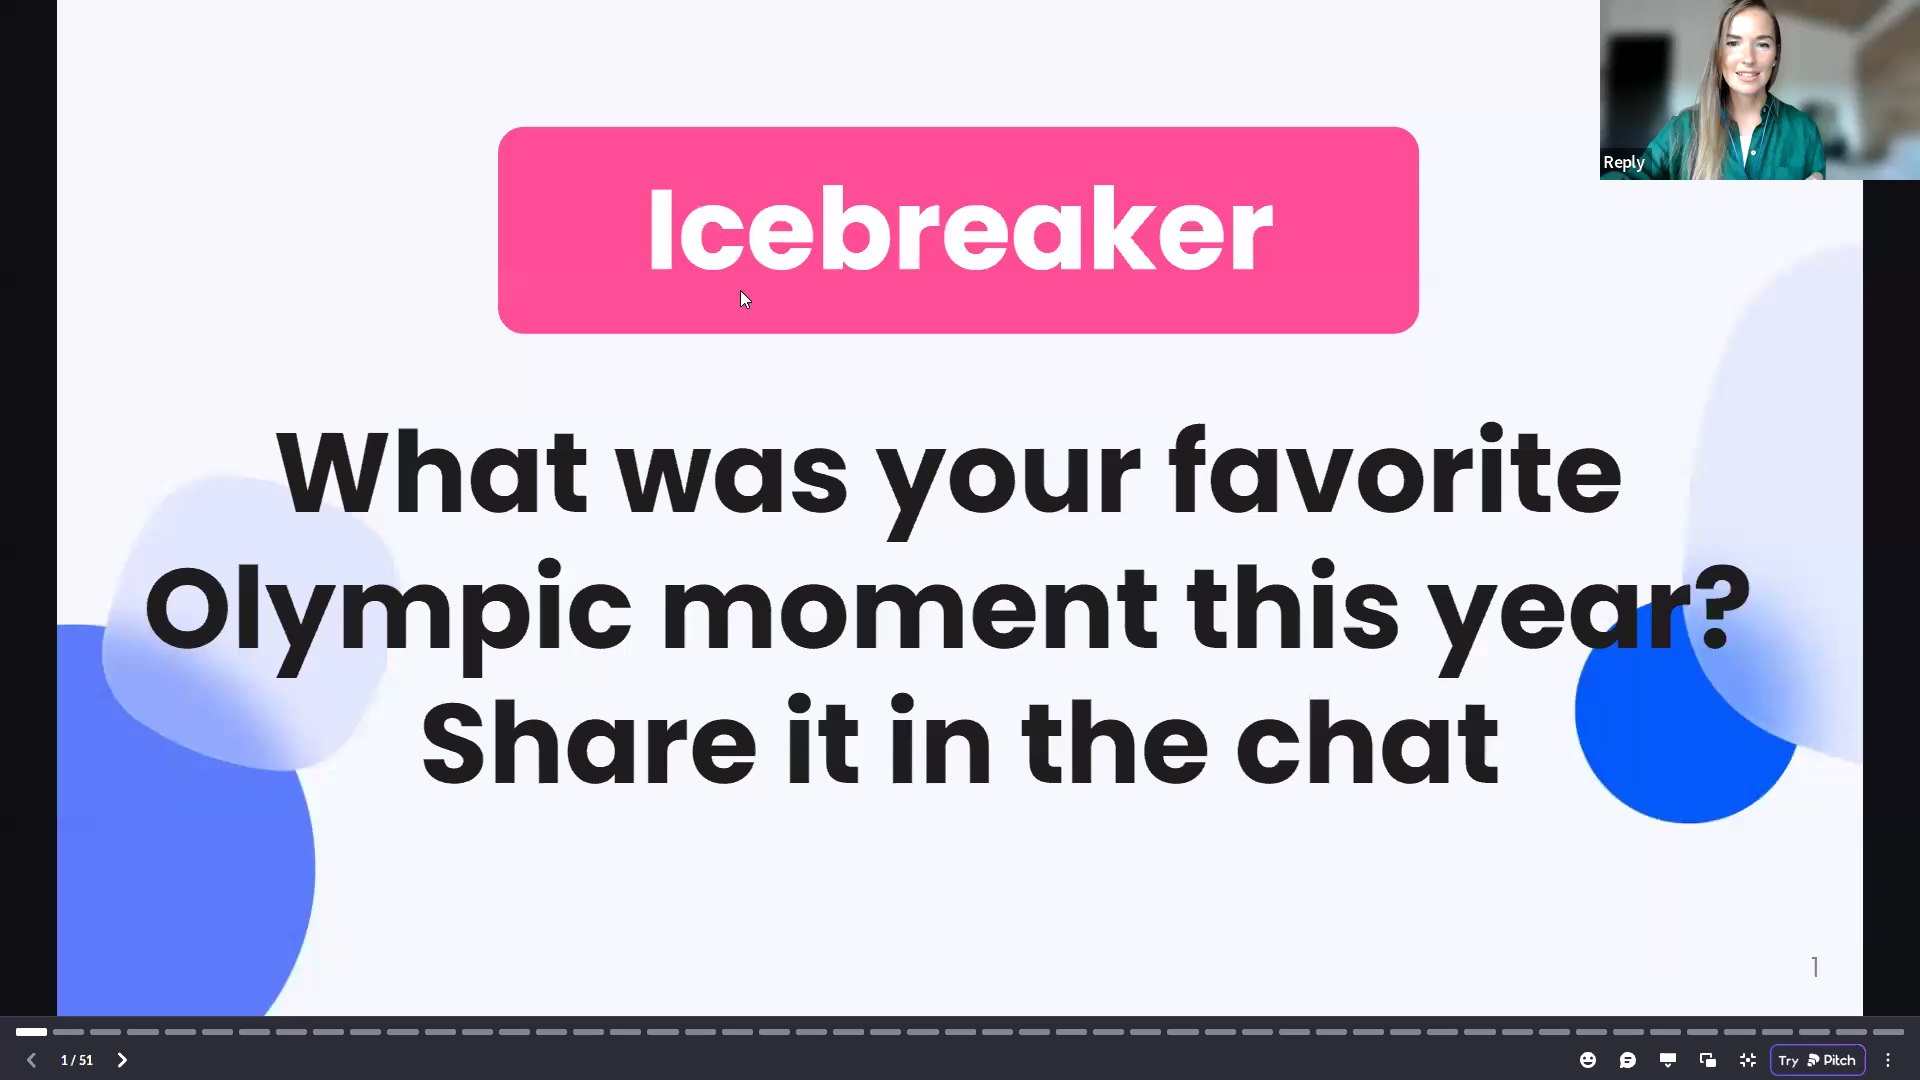 Reply
Icebreaker
What was your favorite
Olympic moment this year?
Share it in the chat
1
1 / 51
Try Pitch